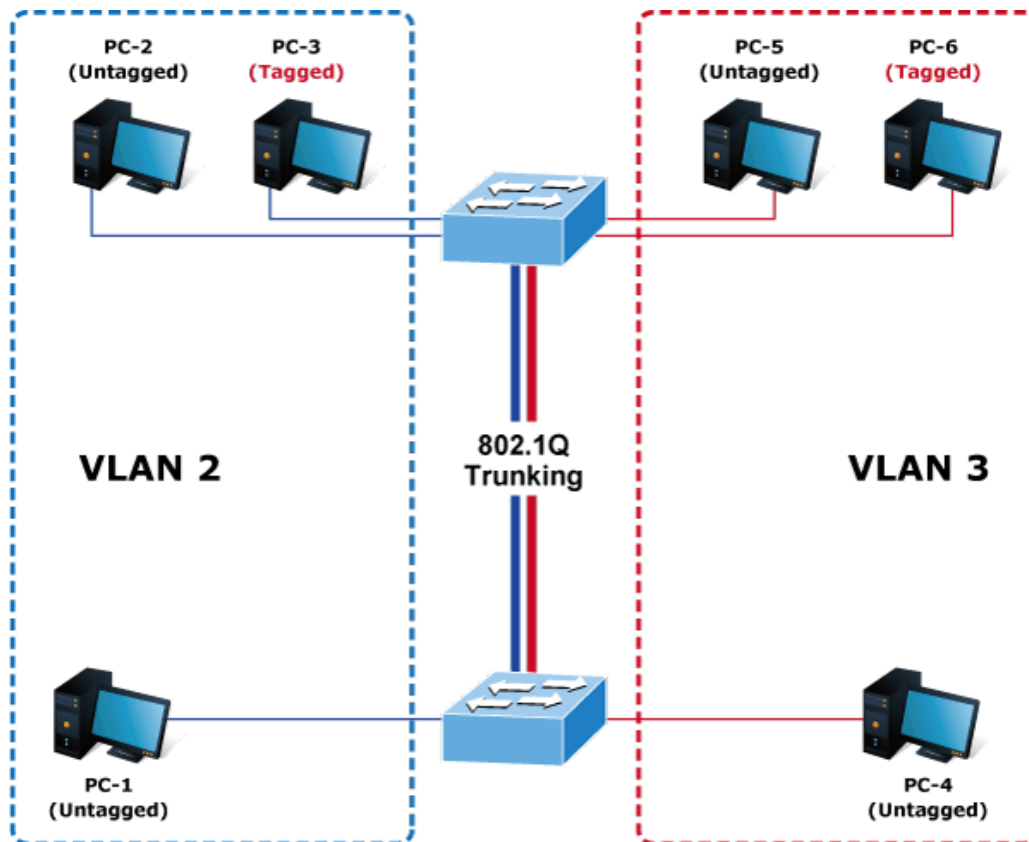 PC-2
(Untagged)
PC-3
(Tagged)
PC-5
(Untagged)
PC-6
(Tagged)
802.1Q
Trunking
VLAN 2
VLAN 3
PC-1
(Untagged)
PC-4
(Untagged)